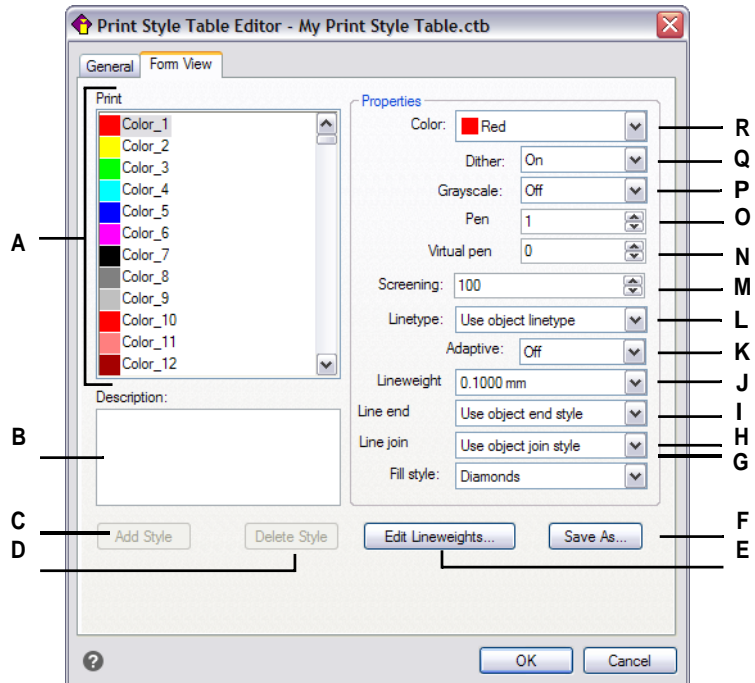 Print Style Table Editor - My Print Style Table.ctb
General Form View
Print
Color_1
Color_2
Color_3
Color_4
Color_5
Color_6
Color_7
Color_8
Color_9
Color_10
Color_11
Color_12
Description:
Properties
Color: Red
Dither: On
Grayscale: Off
Pen 1
Virtual pen 0
Screening: 100
Linetype: Use object linetype
Adaptive: Off
Lineweight 0.1000 mm
Line end Use object end style
Line join Use object join style
Fill style: Diamonds
Add Style Delete Style Edit Lineweights... Save As...
? OK Cancel
A
B
C
D
R
Q
P
O
N
M
L
K
J
I
H
G
F
E